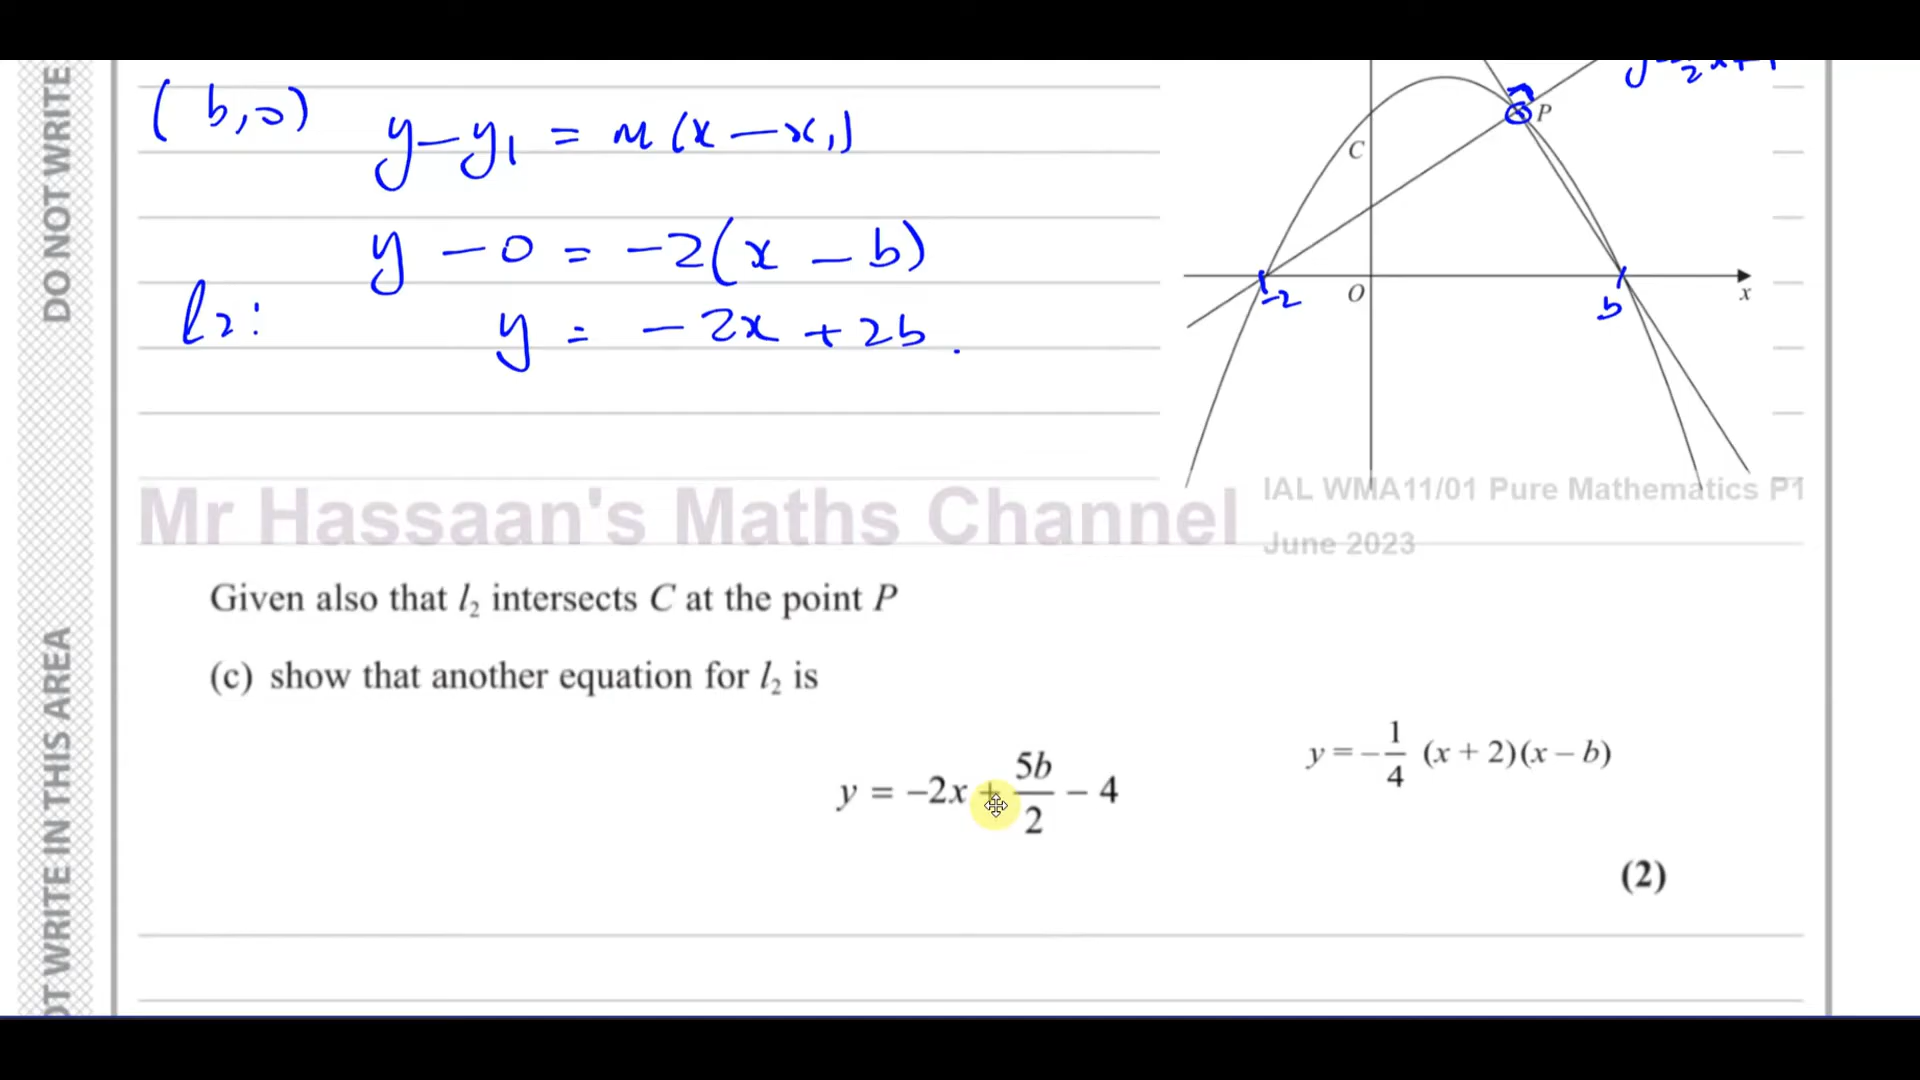 DO NOT WRITE
(b,0)
y-y₁ = m(x-x₁)
y-0 = -2(x-b)
l₂:
y = -2x+2b.
P
C
O
-2
b
x
Mr Hassaan's Maths Channel
IAL WMA11/01 Pure Mathematics P1
June 2023
Given also that l₂ intersects C at the point P
(c) show that another equation for l₂ is
y = −2x + 5b/2 − 4
y = −1/4 (x + 2)(x − b)
(2)
OT WRITE IN THIS AREA